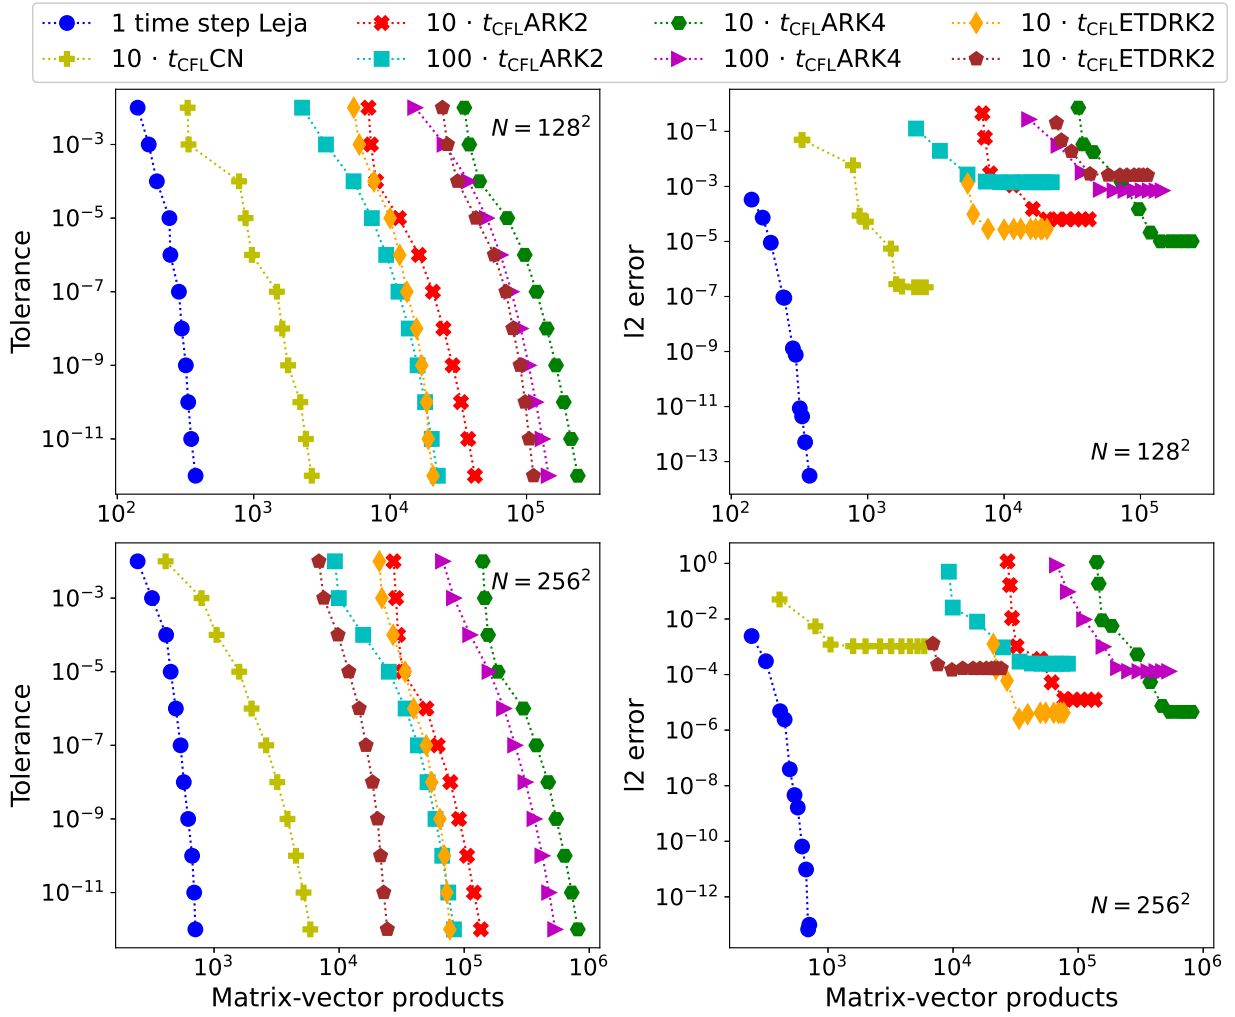 1 time step Leja
10 · t_CFL ARK2
10 · t_CFL ARK4
10 · t_CFL ETDRK2
10 · t_CFL CN
100 · t_CFL ARK2
100 · t_CFL ARK4
10 · t_CFL ETDRK2
Tolerance
10⁻³
10⁻⁵
10⁻⁷
10⁻⁹
10⁻¹¹
N = 128²
10² 10³ 10⁴ 10⁵
l2 error
10⁻¹
10⁻³
10⁻⁵
10⁻⁷
10⁻⁹
10⁻¹¹
10⁻¹³
N = 128²
10² 10³ 10⁴ 10⁵
Tolerance
10⁻³
10⁻⁵
10⁻⁷
10⁻⁹
10⁻¹¹
N = 256²
10³ 10⁴ 10⁵ 10⁶
Matrix-vector products
l2 error
10⁰
10⁻²
10⁻⁴
10⁻⁶
10⁻⁸
10⁻¹⁰
10⁻¹²
N = 256²
10³ 10⁴ 10⁵ 10⁶
Matrix-vector products